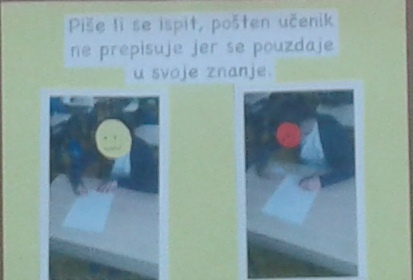 Piše li se ispit, pošten učenik
ne prepisuje jer se pouzdaje
u svoje znanje.